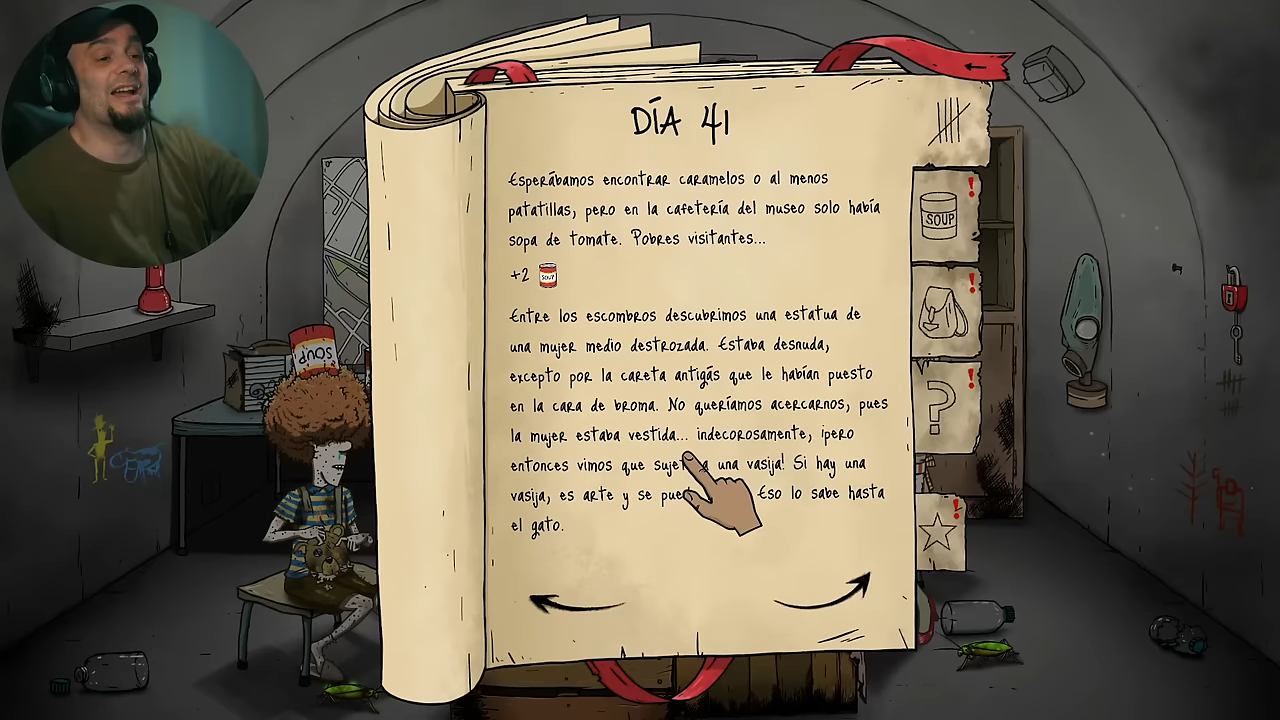 DÍA 41
Esperábamos encontrar caramelos o al menos
patatillas, pero en la cafetería del museo solo había
sopa de tomate. Pobres visitantes...
+2 SOUP
Entre los escombros descubrimos una estatua de
una mujer medio destrozada. Estaba desnuda,
excepto por la careta antigás que le habían puesto
en la cara de broma. No queríamos acercarnos, pues
la mujer estaba vestida... indecorosamente, ¡pero
entonces vimos que a una vasija! Si hay una
vasija, es arte y se Eso lo sabe hasta
el gato.
SOUP
!
!
?
!
!
SOUP